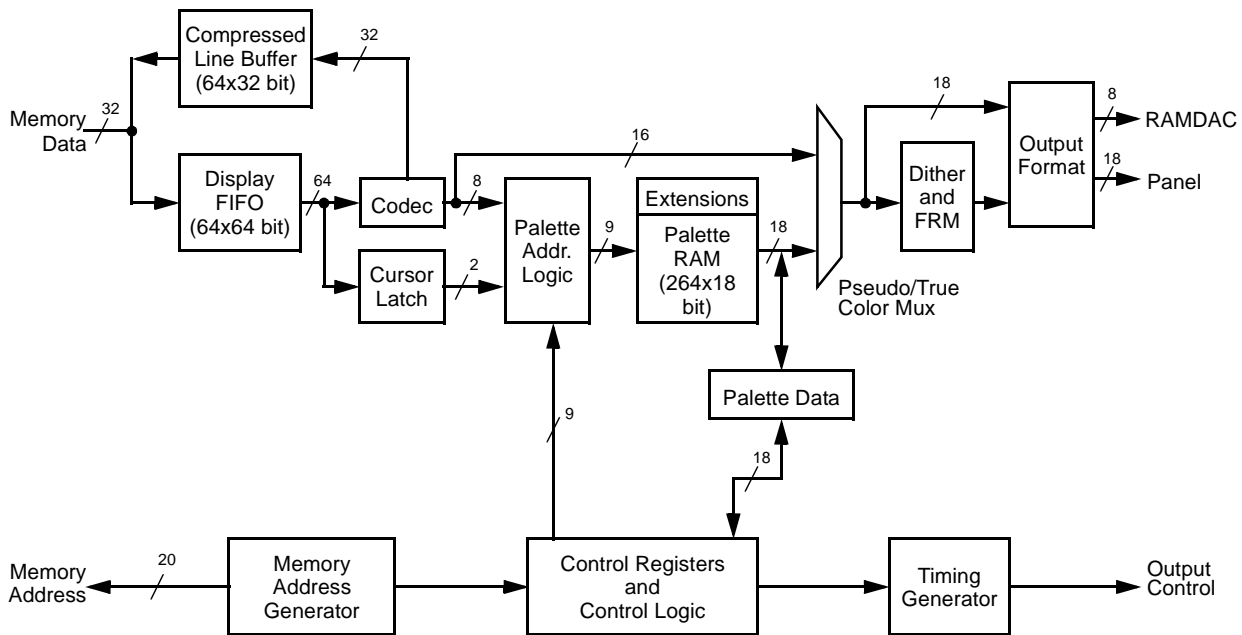 Compressed
Line Buffer
(64x32 bit)
32
32
Memory
Data
18
8
RAMDAC
Output
Format
18
Panel
16
Display
FIFO
(64x64 bit)
64
Codec
8
Palette
Addr.
Logic
9
Extensions
Palette
RAM
(264x18
bit)
18
Dither
and
FRM
Cursor
Latch
2
Pseudo/True
Color Mux
Palette Data
9
18
Memory
Address
20
Memory
Address
Generator
Control Registers
and
Control Logic
Timing
Generator
Output
Control